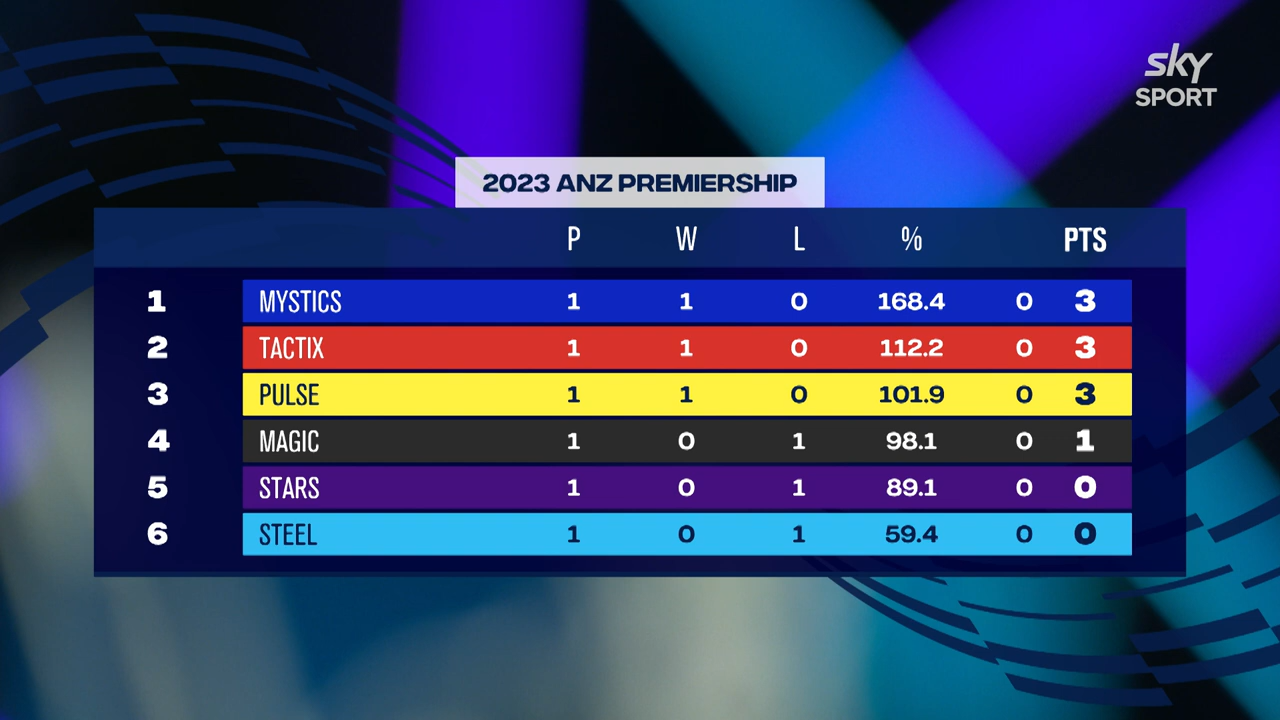 sky
SPORT
2023 ANZ PREMIERSHIP
P W L % PTS
1 MYSTICS 1 1 0 168.4 0 3
2 TACTIX 1 1 0 112.2 0 3
3 PULSE 1 1 0 101.9 0 3
4 MAGIC 1 0 1 98.1 0 1
5 STARS 1 0 1 89.1 0 0
6 STEEL 1 0 1 59.4 0 0